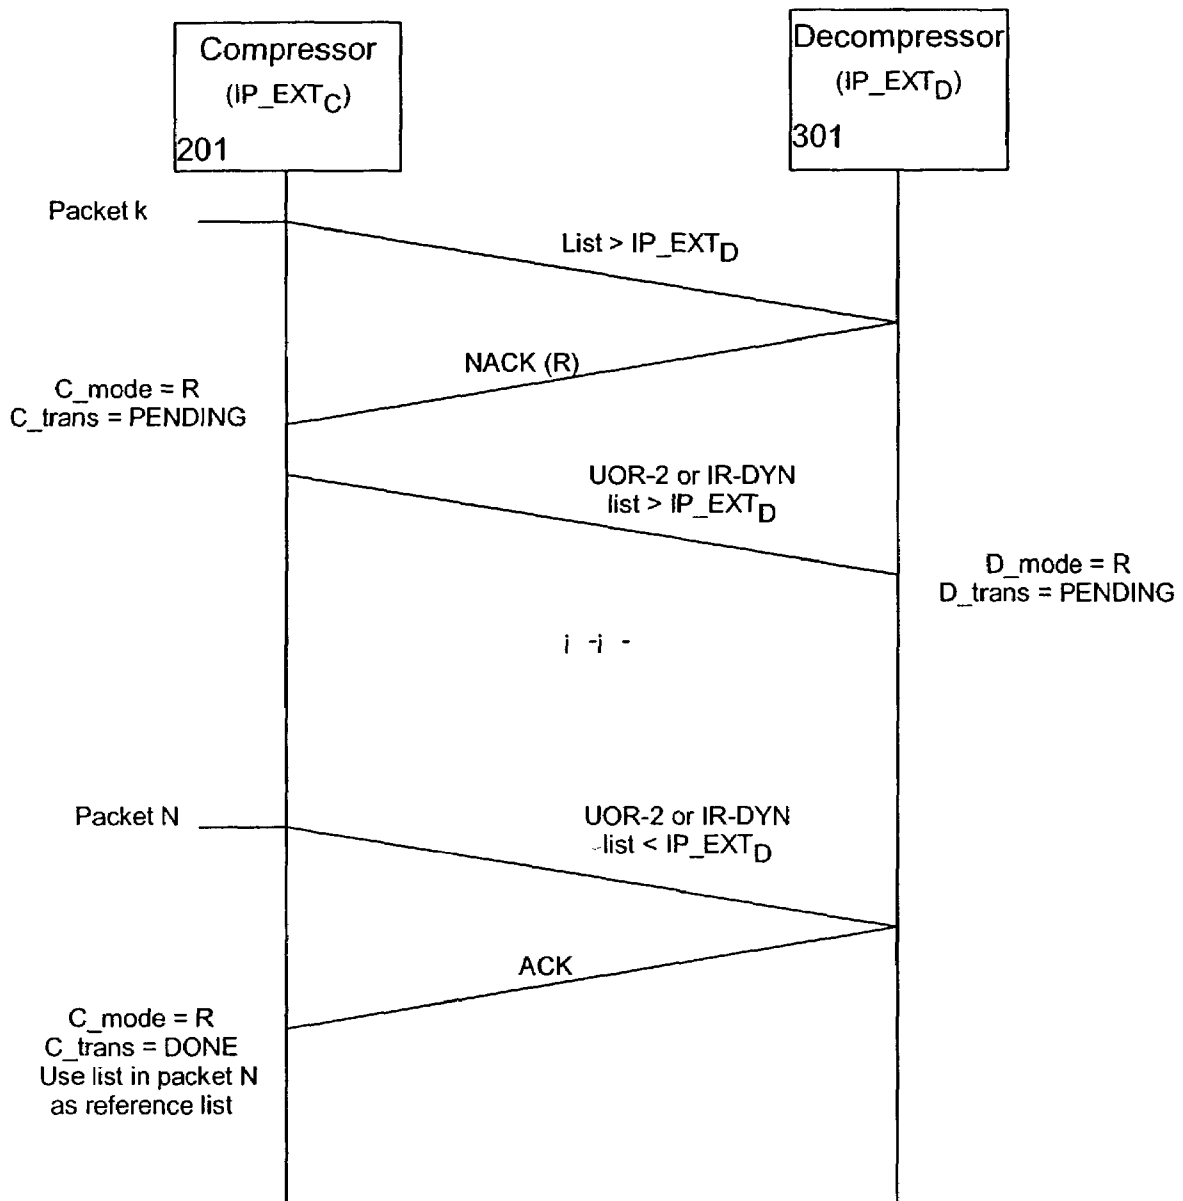 Compressor
(IP_EXTC)
201
Decompressor
(IP_EXTD)
301
Packet k
List > IP_EXTD
NACK (R)
C_mode = R
C_trans = PENDING
UOR-2 or IR-DYN
list > IP_EXTD
D_mode = R
D_trans = PENDING
Packet N
UOR-2 or IR-DYN
list < IP_EXTD
ACK
C_mode = R
C_trans = DONE
Use list in packet N
as reference list